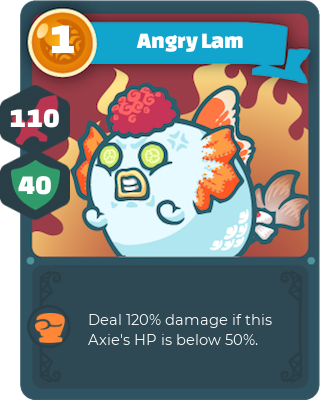 1
Angry Lam
110
40
Deal 120% damage if this
Axie's HP is below 50%.